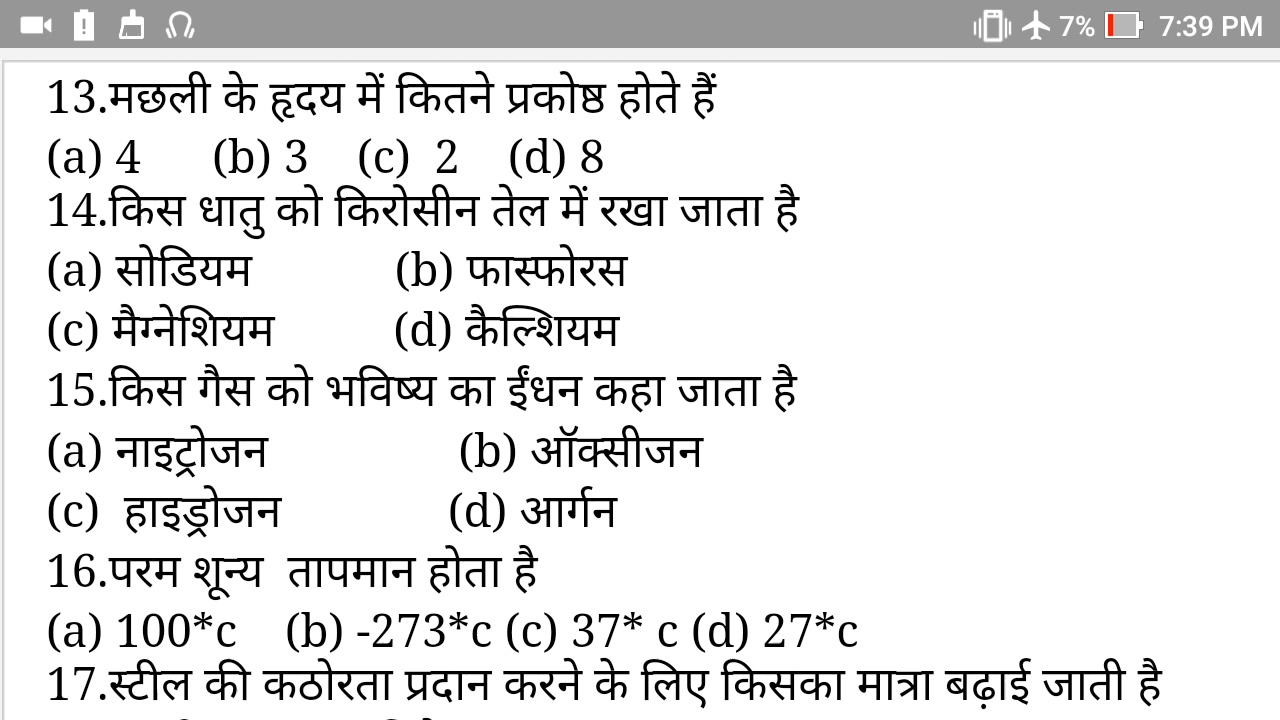 7% 7:39 PM
13.मछली के हृदय में कितने प्रकोष्ठ होते हैं
(a) 4 (b) 3 (c) 2 (d) 8
14.किस धातु को किरोसीन तेल में रखा जाता है
(a) सोडियम (b) फास्फोरस
(c) मैग्नेशियम (d) कैल्शियम
15.किस गैस को भविष्य का ईंधन कहा जाता है
(a) नाइट्रोजन (b) ऑक्सीजन
(c) हाइड्रोजन (d) आर्गन
16.परम शून्य तापमान होता है
(a) 100*c (b) -273*c (c) 37* c (d) 27*c
17.स्टील की कठोरता प्रदान करने के लिए किसका मात्रा बढ़ाई जाती है